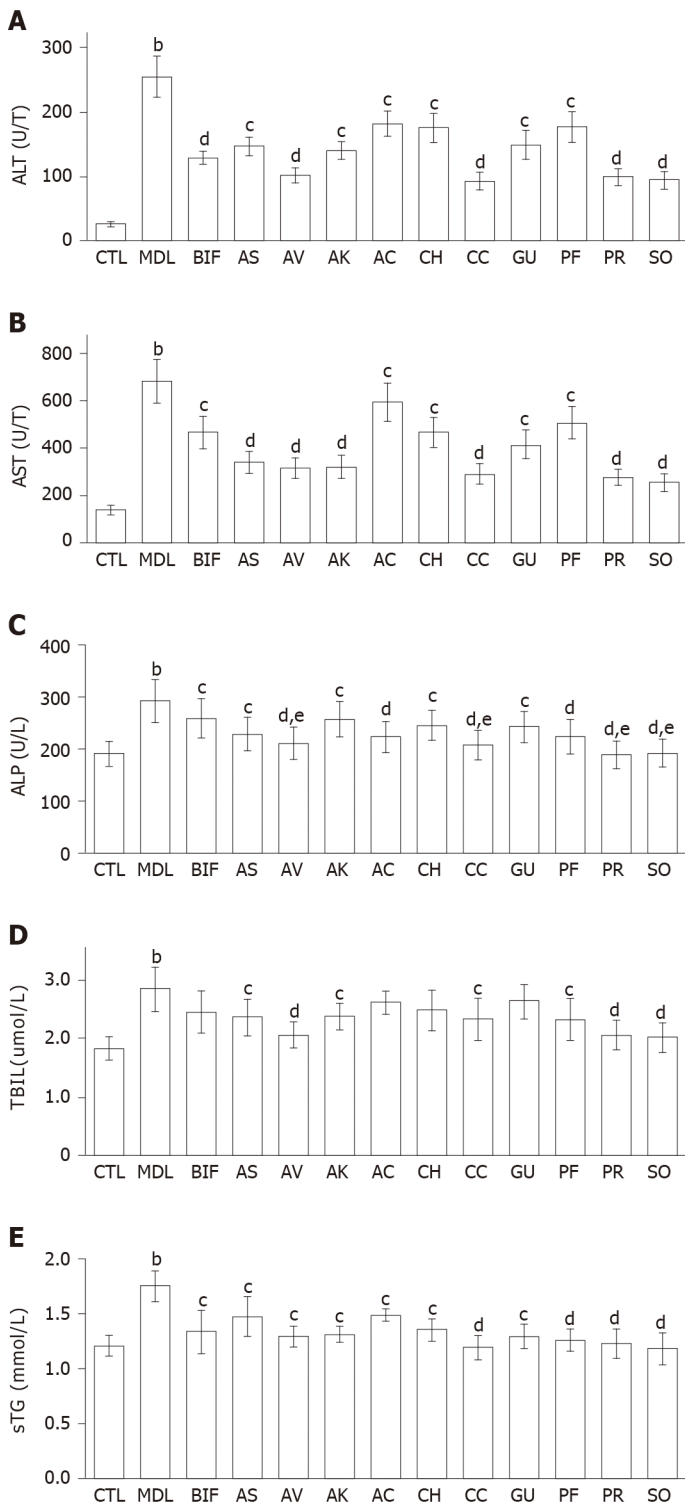 A
b
300
c
c
c
c
c
200
c
d
d
d
d
d
100
0
ALT (U/T)
CTL MDL BIF AS AV AK AC CH CC GU PF PR SO
B
b
800
c
c
600
c
c
c
d
d
d
400
d
d
d
200
0
AST (U/T)
CTL MDL BIF AS AV AK AC CH CC GU PF PR SO
C
400
b
c
c
c
c
c
d
d
300
d,e
d,e
d,e
d,e
200
100
0
ALP (U/L)
CTL MDL BIF AS AV AK AC CH CC GU PF PR SO
D
b
3.0
c
c
c
c
d
d
d
2.0
1.0
0
TBIL(umol/L)
CTL MDL BIF AS AV AK AC CH CC GU PF PR SO
E
2.0
b
c
c
c
c
c
c
c
d
d
d
d
1.5
1.0
0.5
0.0
sTG (mmol/L)
CTL MDL BIF AS AV AK AC CH CC GU PF PR SO